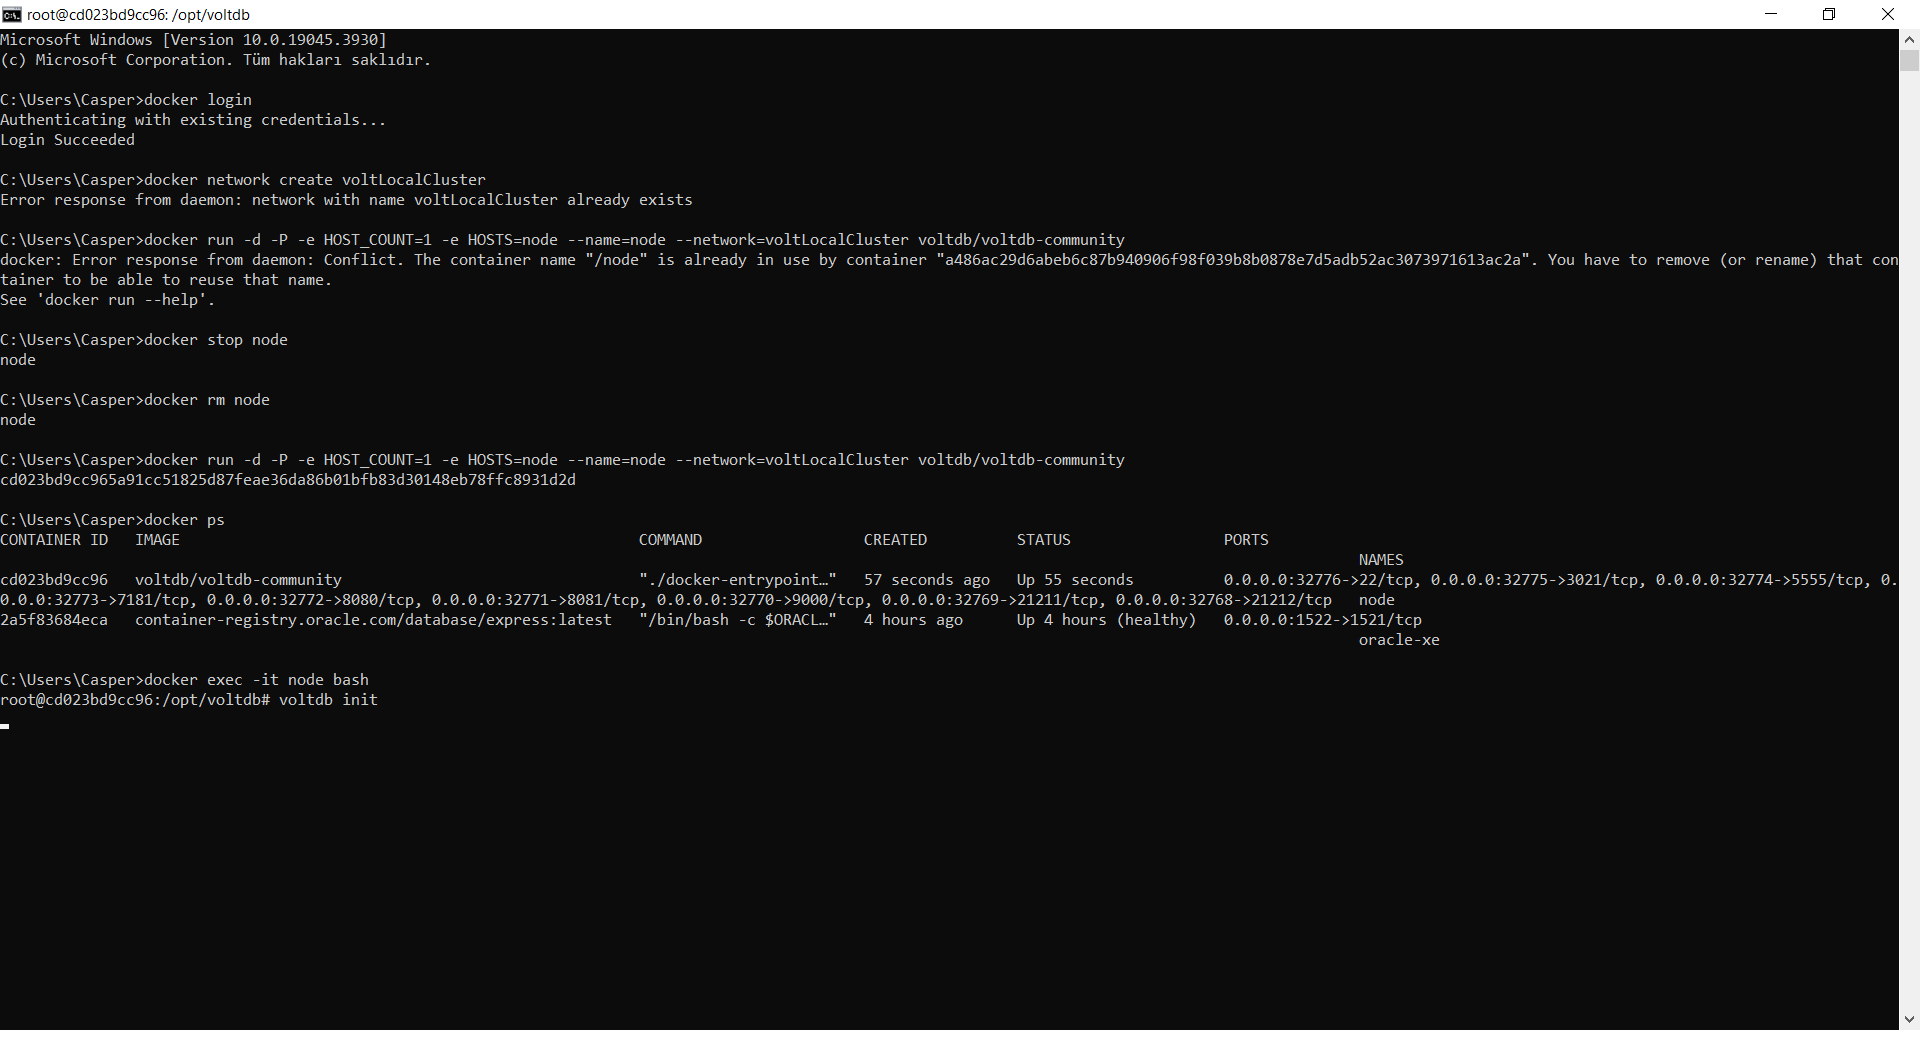 root@cd023bd9cc96: /opt/voltdb
Microsoft Windows [Version 10.0.19045.3930]
(c) Microsoft Corporation. Tüm hakları saklıdır.
C:\Users\Casper>docker login
Authenticating with existing credentials...
Login Succeeded
C:\Users\Casper>docker network create voltLocalCluster
Error response from daemon: network with name voltLocalCluster already exists
C:\Users\Casper>docker run -d -P -e HOST_COUNT=1 -e HOSTS=node --name=node --network=voltLocalCluster voltdb/voltdb-community
docker: Error response from daemon: Conflict. The container name "/node" is already in use by container "a486ac29d6abeb6c87b940906f98f039b8b0878e7d5adb52ac3073971613ac2a". You have to remove (or rename) that con
tainer to be able to reuse that name.
See 'docker run --help'.
C:\Users\Casper>docker stop node
node
C:\Users\Casper>docker rm node
node
C:\Users\Casper>docker run -d -P -e HOST_COUNT=1 -e HOSTS=node --name=node --network=voltLocalCluster voltdb/voltdb-community
cd023bd9cc965a91cc51825d87feae36da86b01bfb83d30148eb78ffc8931d2d
C:\Users\Casper>docker ps
CONTAINER ID   IMAGE                                                   COMMAND                  CREATED          STATUS                 PORTS
NAMES
cd023bd9cc96   voltdb/voltdb-community                                 "./docker-entrypoint…"   57 seconds ago   Up 55 seconds          0.0.0.0:32776->22/tcp, 0.0.0.0:32775->3021/tcp, 0.0.0.0:32774->5555/tcp, 0.
0.0.0:32773->7181/tcp, 0.0.0.0:32772->8080/tcp, 0.0.0.0:32771->8081/tcp, 0.0.0.0:32770->9000/tcp, 0.0.0.0:32769->21211/tcp, 0.0.0.0:32768->21212/tcp   node
2a5f83684eca   container-registry.oracle.com/database/express:latest   "/bin/bash -c $ORACL…"   4 hours ago      Up 4 hours (healthy)   0.0.0.0:1522->1521/tcp
oracle-xe
C:\Users\Casper>docker exec -it node bash
root@cd023bd9cc96:/opt/voltdb# voltdb init